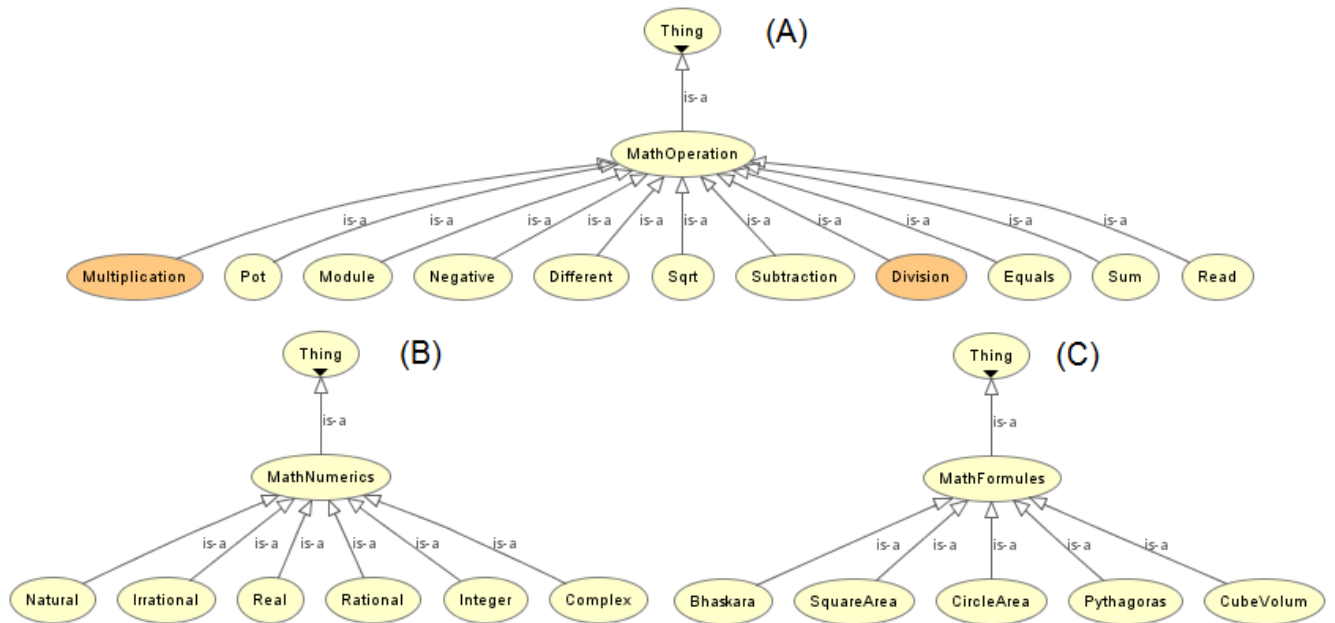 Thing (A)
is-a
MathOperation
is-a is-a is-a is-a is-a is-a is-a is-a is-a is-a is-a
Multiplication Pot Module Negative Different Sqrt Subtraction Division Equals Sum Read
Thing (B)
is-a
MathNumerics
is-a is-a is-a is-a is-a is-a
Natural Irrational Real Rational Integer Complex
Thing (C)
is-a
MathFormules
is-a is-a is-a is-a is-a
Bhaskara SquareArea CircleArea Pythagoras CubeVolum